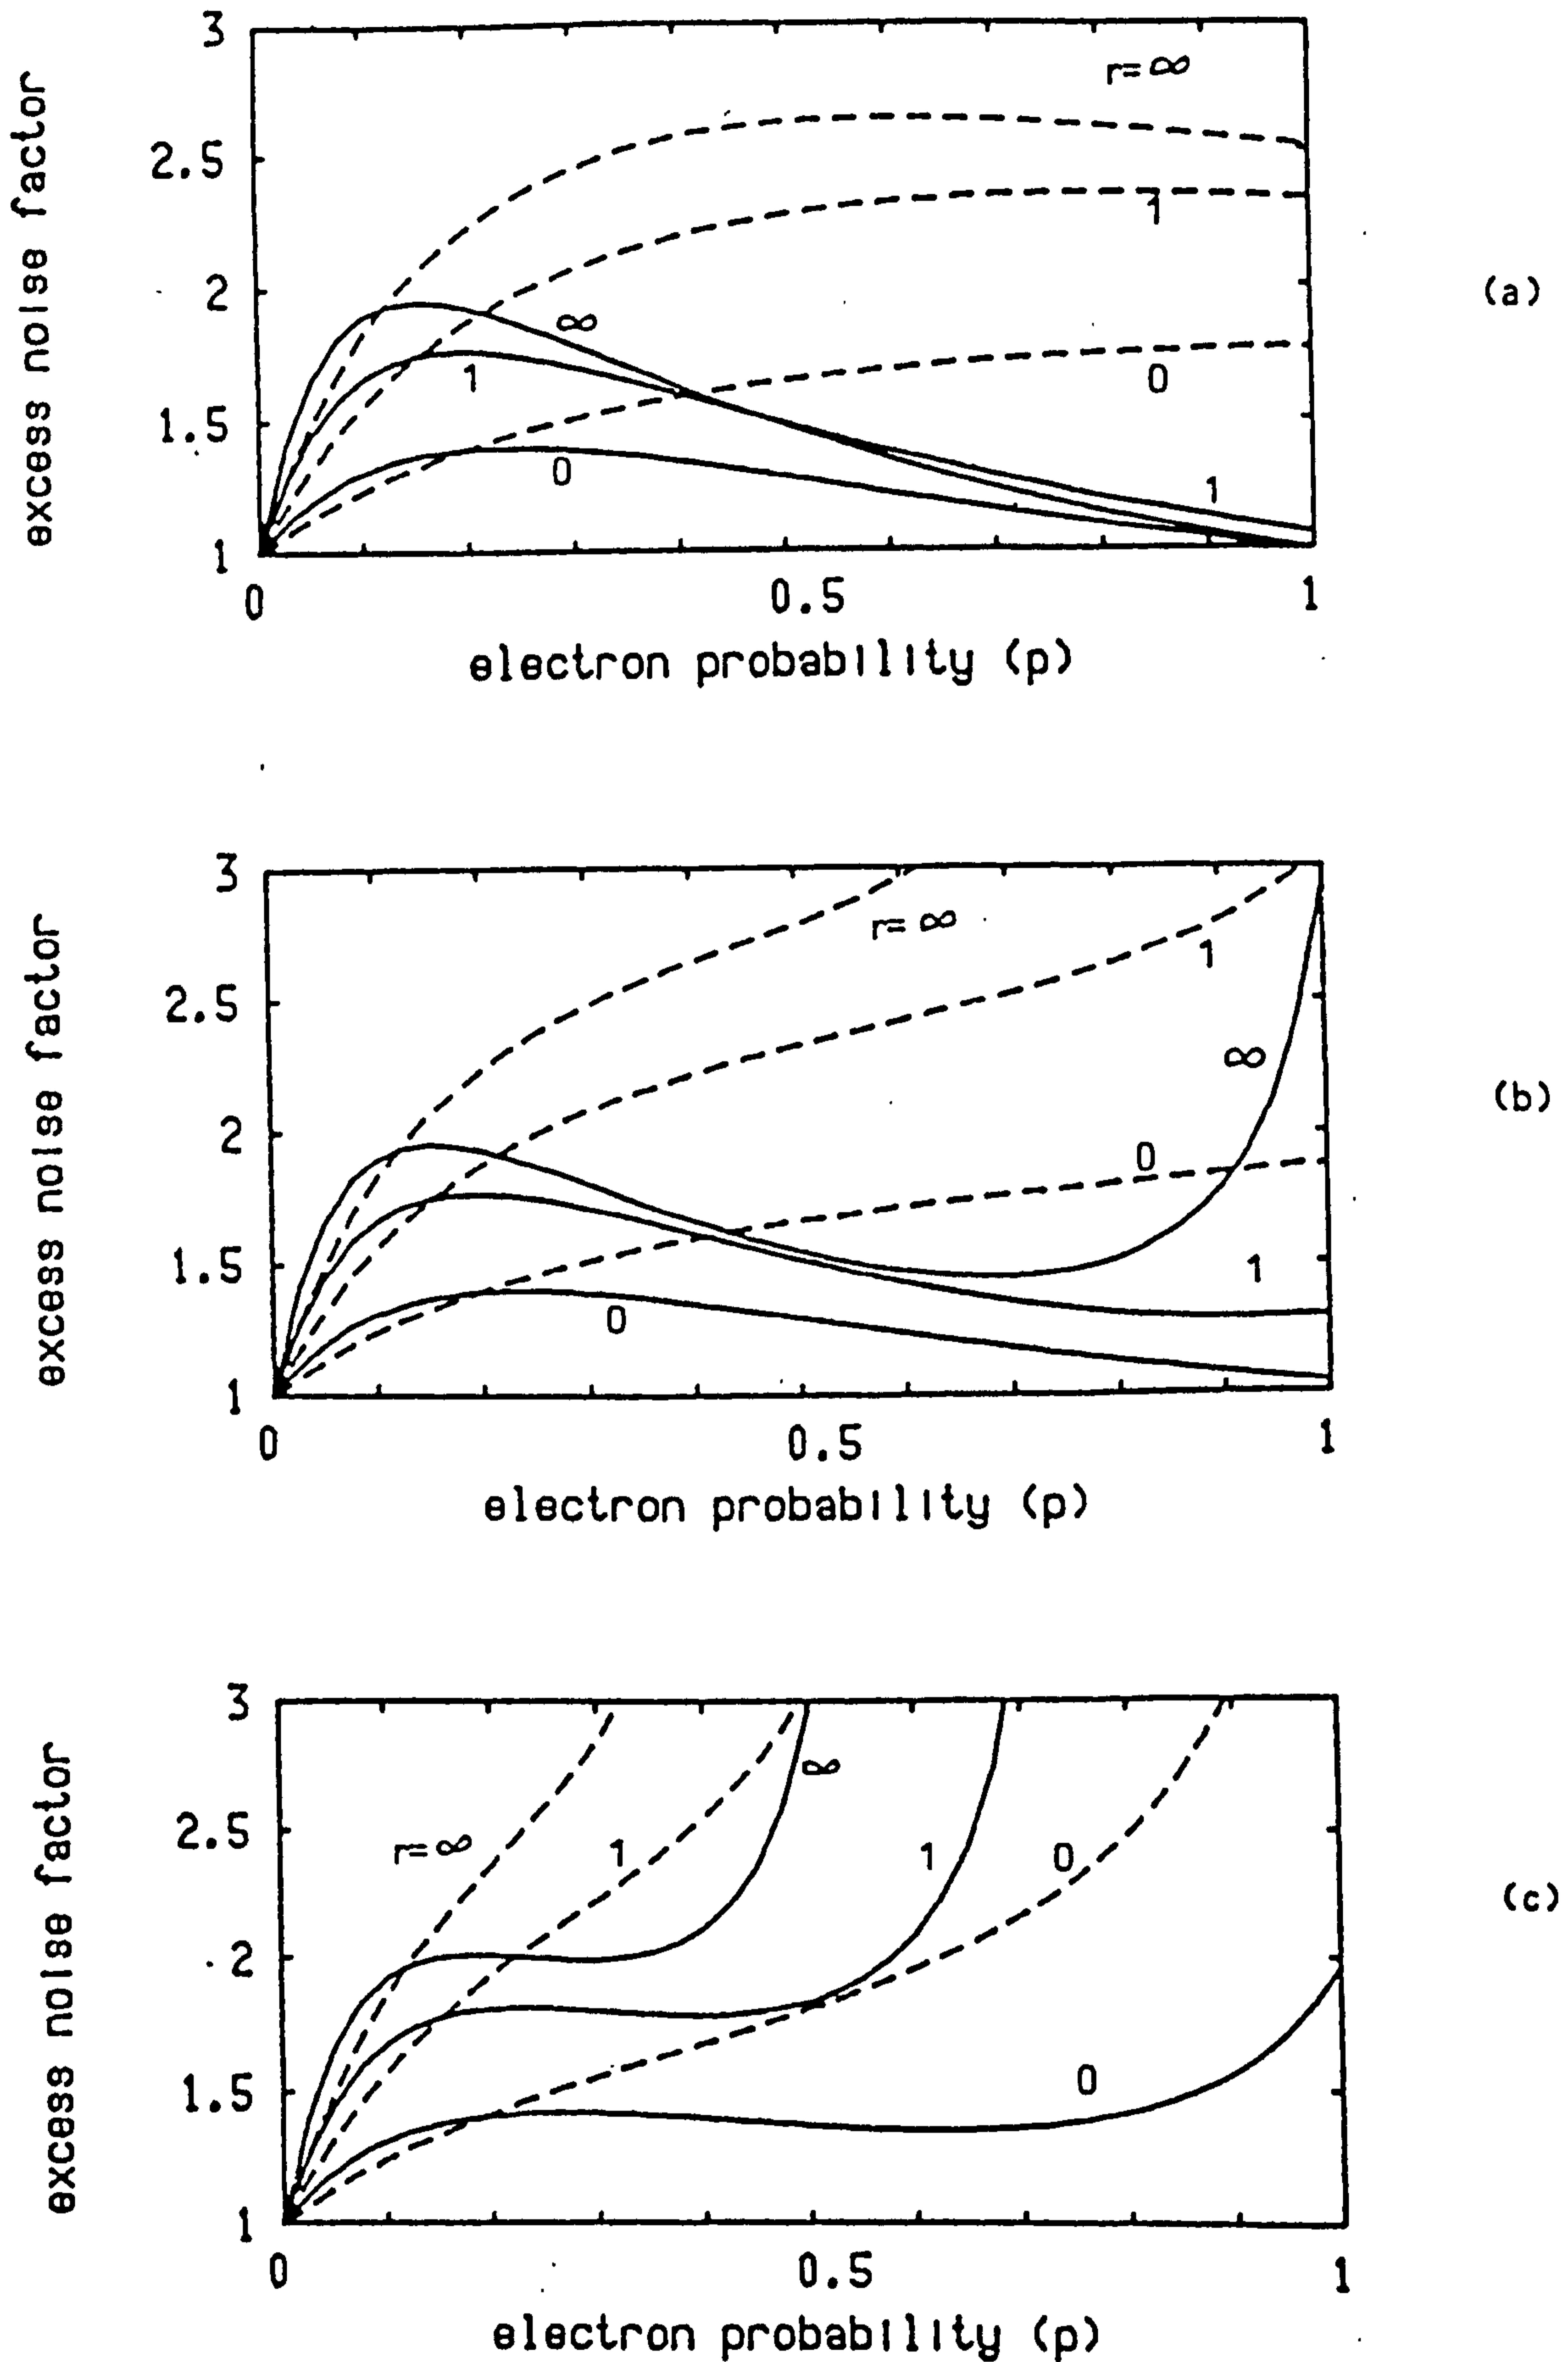 3
2.5
2
1.5
1
excess noise factor
r=∞
1
0
∞
1
0
1
(a)
0 0.5 1
electron probability (p)
3
2.5
2
1.5
1
excess noise factor
r=∞
1
∞
0
1
0
(b)
0 0.5 1
electron probability (p)
3
2.5
2
1.5
1
excess noise factor
r=∞
1
∞
1
0
0
(c)
0 0.5 1
electron probability (p)